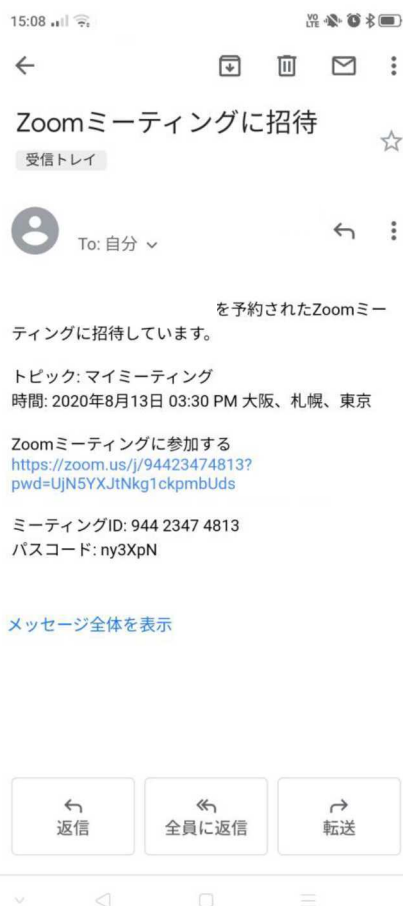 15:08
VO
LTE
Zoomミーティングに招待
受信トレイ
To: 自分
を予約されたZoomミー
ティングに招待しています。
トピック: マイミーティング
時間: 2020年8月13日 03:30 PM 大阪、札幌、東京
Zoomミーティングに参加する
https://zoom.us/j/94423474813?
pwd=UjN5YXJtNkg1ckpmbUds
ミーティングID: 944 2347 4813
パスコード: ny3XpN
メッセージ全体を表示
返信
全員に返信
転送